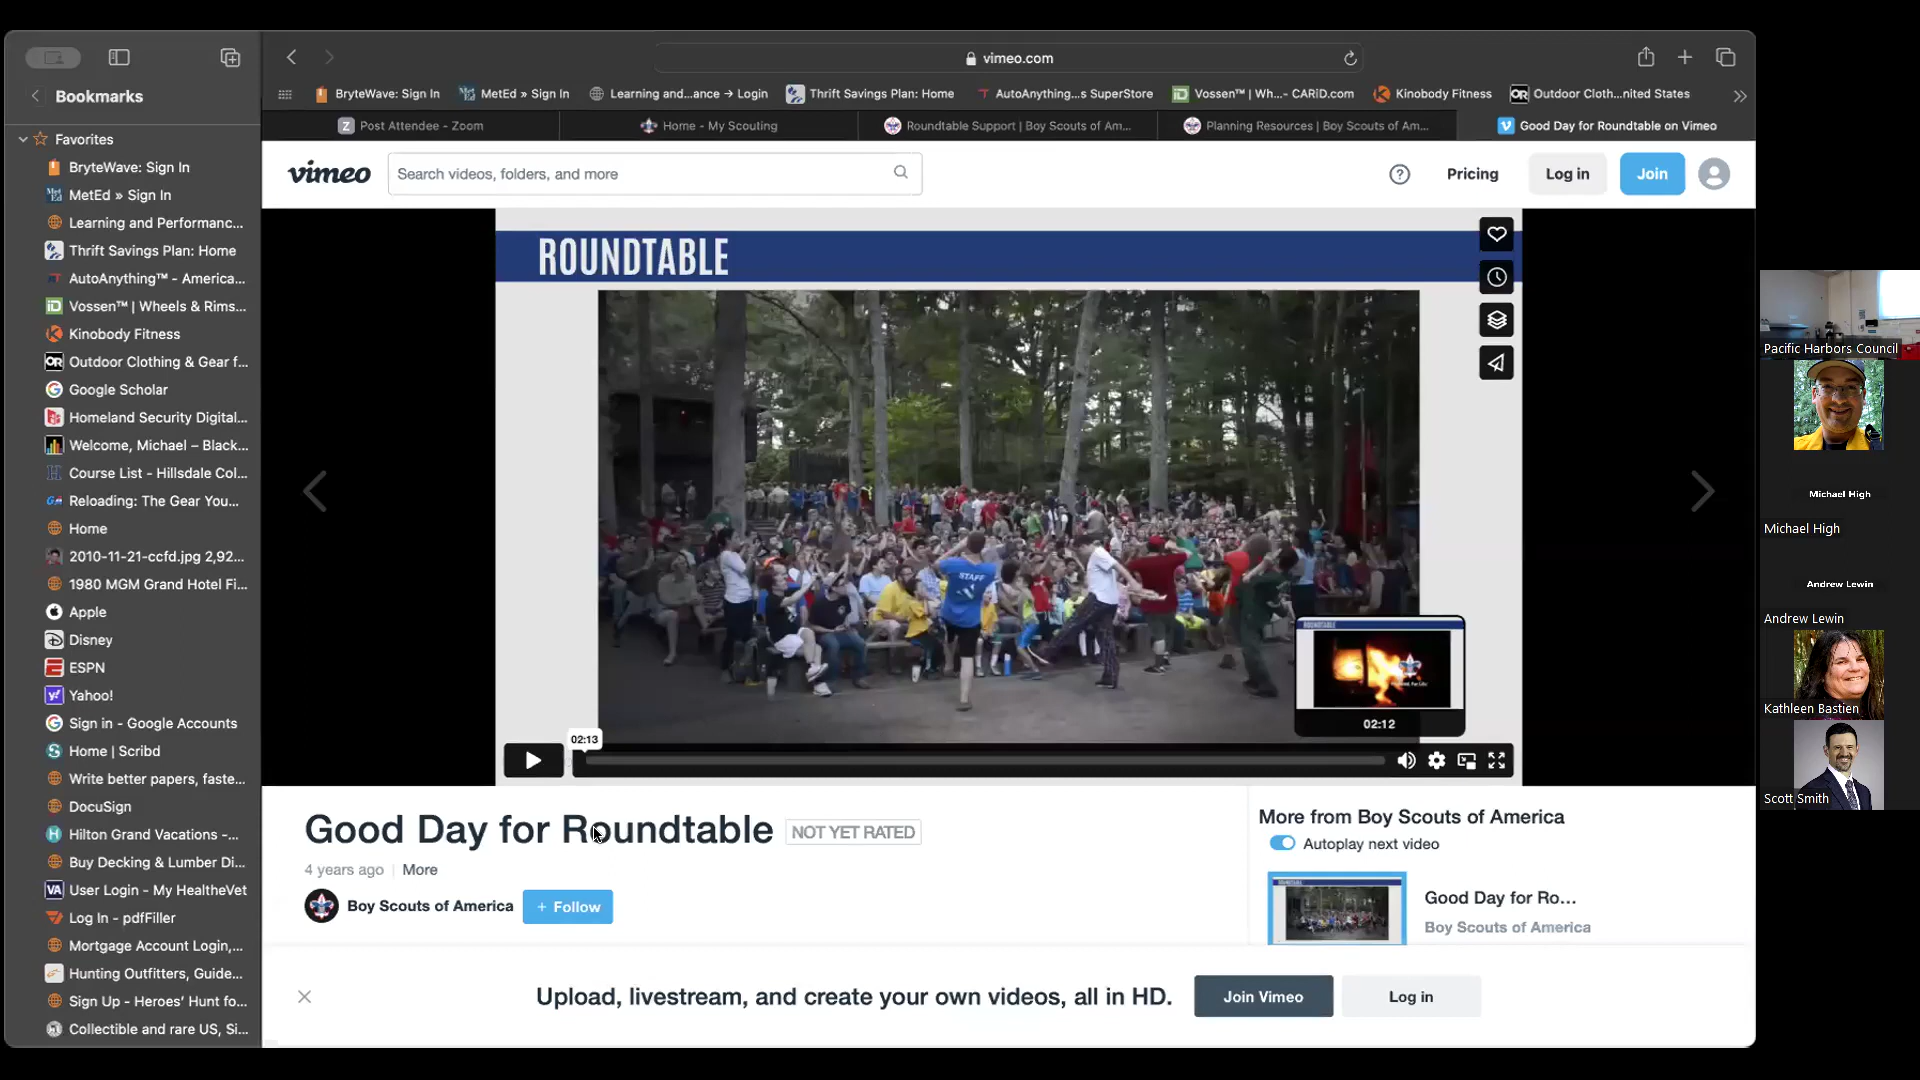 Bookmarks
Favorites
BryteWave: Sign In
MetEd » Sign In
Learning and Performanc...
Thrift Savings Plan: Home
AutoAnything™ - America...
Vossen™ | Wheels & Rims...
Kinobody Fitness
Outdoor Clothing & Gear f...
Google Scholar
Homeland Security Digital...
Welcome, Michael – Black...
Course List - Hillsdale Col...
Reloading: The Gear You...
Home
2010-11-21-ccfd.jpg 2,92...
1980 MGM Grand Hotel Fi...
Apple
Disney
ESPN
Yahoo!
Sign in - Google Accounts
Home | Scribd
Write better papers, faste...
DocuSign
Hilton Grand Vacations -...
Buy Decking & Lumber Di...
User Login - My HealtheVet
Log In - pdfFiller
Mortgage Account Login,...
Hunting Outfitters, Guide...
Sign Up - Heroes' Hunt fo...
Collectible and rare US, Si...
vimeo.com
BryteWave: Sign In MetEd » Sign In Learning and...ance → Login Thrift Savings Plan: Home AutoAnything...s SuperStore Vossen™ | Wh...- CARiD.com Kinobody Fitness Outdoor Cloth...nited States
Post Attendee - Zoom Home - My Scouting Roundtable Support | Boy Scouts of Am... Planning Resources | Boy Scouts of Am... Good Day for Roundtable on Vimeo
vimeo Search videos, folders, and more Pricing Log in Join
ROUNDTABLE
STAFF
02:12
02:13
Good Day for Roundtable NOT YET RATED
4 years ago More
Boy Scouts of America + Follow
More from Boy Scouts of America
Autoplay next video
Good Day for Ro...
Boy Scouts of America
Upload, livestream, and create your own videos, all in HD. Join Vimeo Log in
Pacific Harbors Council
Michael High
Michael High
Andrew Lewin
Andrew Lewin
Kathleen Bastien
Scott Smith